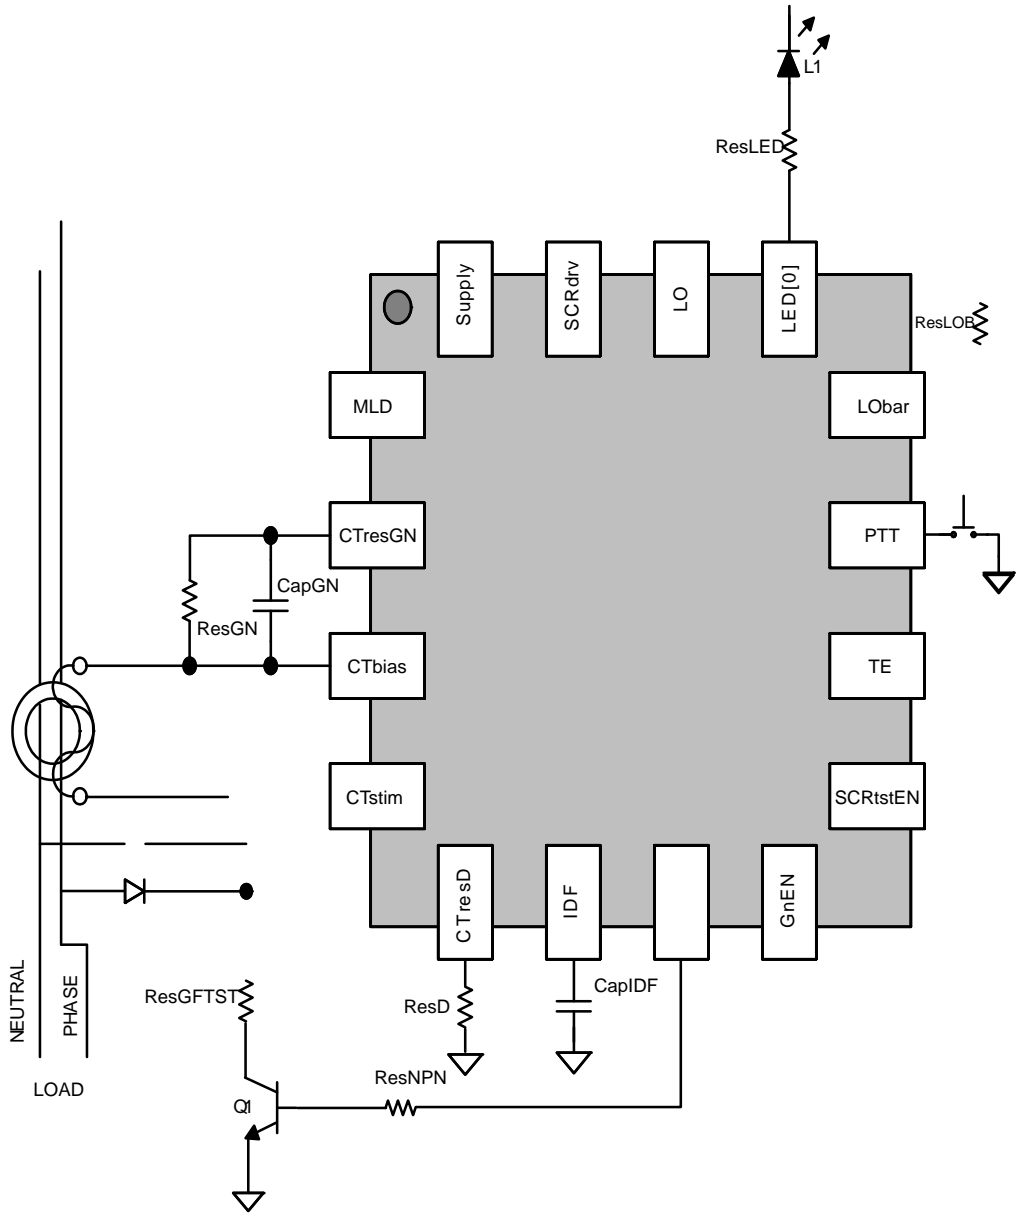 L1
ResLED
Supply
SCRdrv
LO
LED[0]
ResLOB
MLD
LObar
CTresGN
PTT
CapGN
ResGN
CTbias
TE
CTstim
SCRtstEN
CTresD
IDF
GnEN
NEUTRAL
PHASE
ResGFTST
ResD
CapIDF
ResNPN
LOAD
Q1